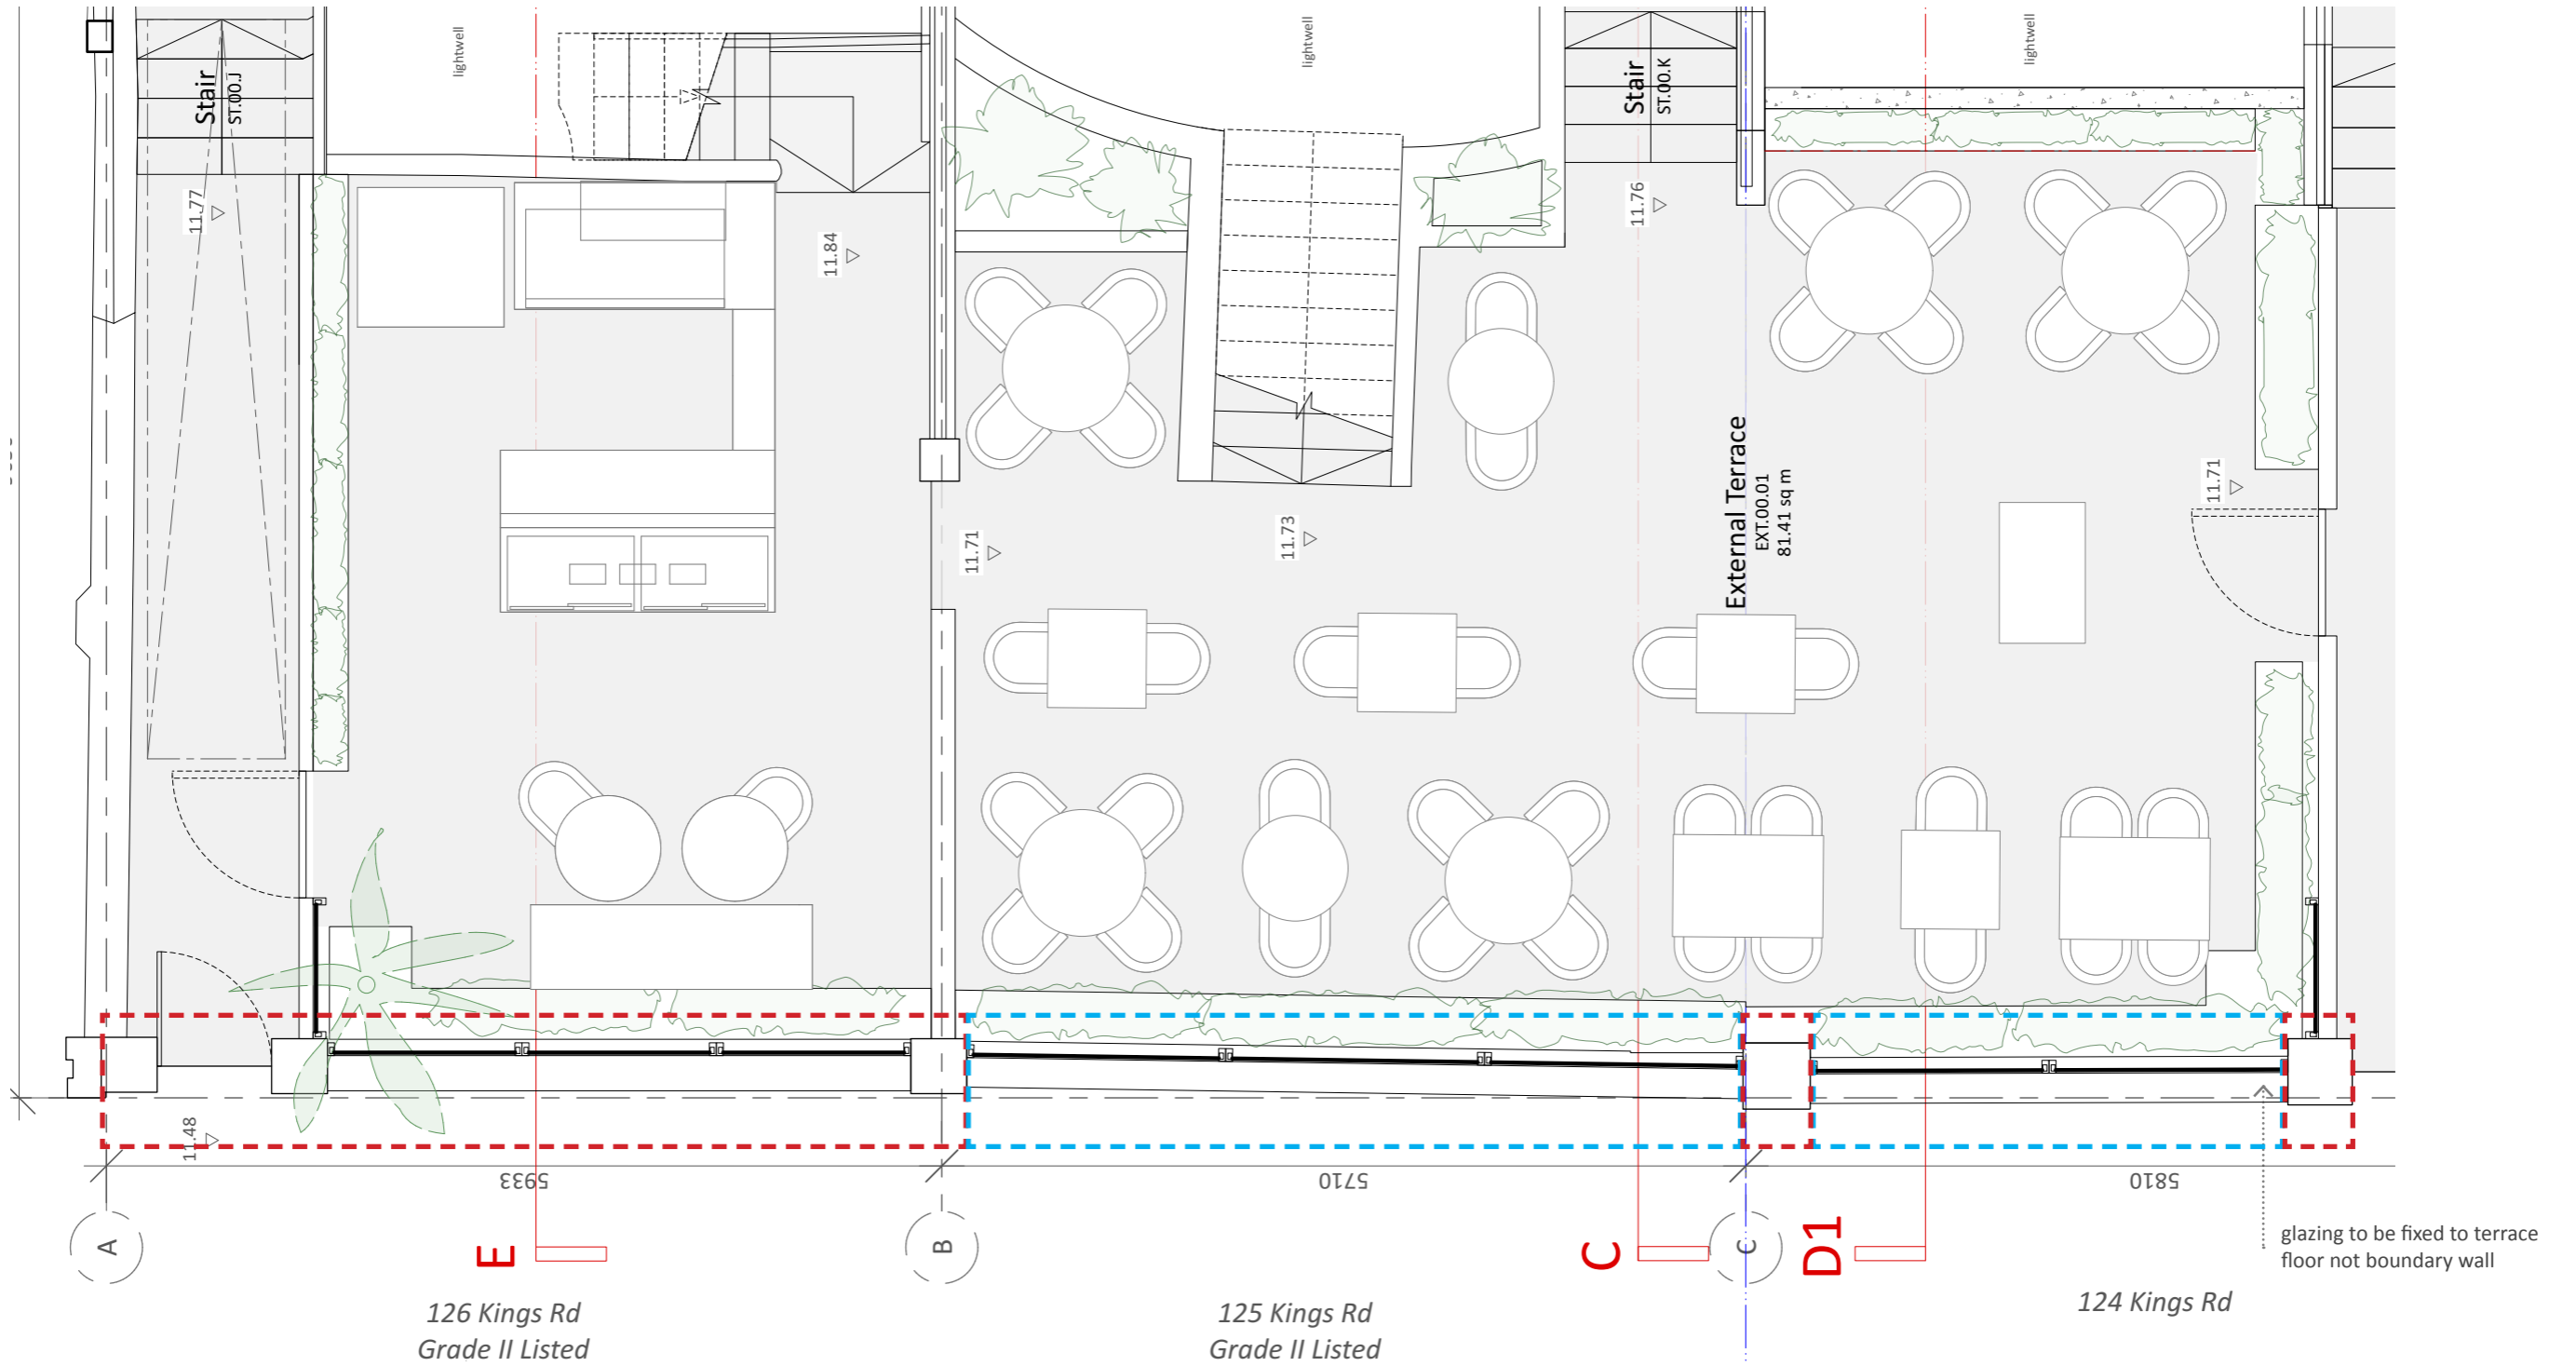 lightwell
lightwell
lightwell
Stair
ST.00.J
Stair
ST.00.K
11.77
11.84
11.76
External Terrace
EXT.00.01
81.41 sq m
11.71
11.71
11.73
11.48
5933
5710
5810
A
B
C
E
C
D1
glazing to be fixed to terrace
floor not boundary wall
126 Kings Rd
Grade II Listed
125 Kings Rd
Grade II Listed
124 Kings Rd